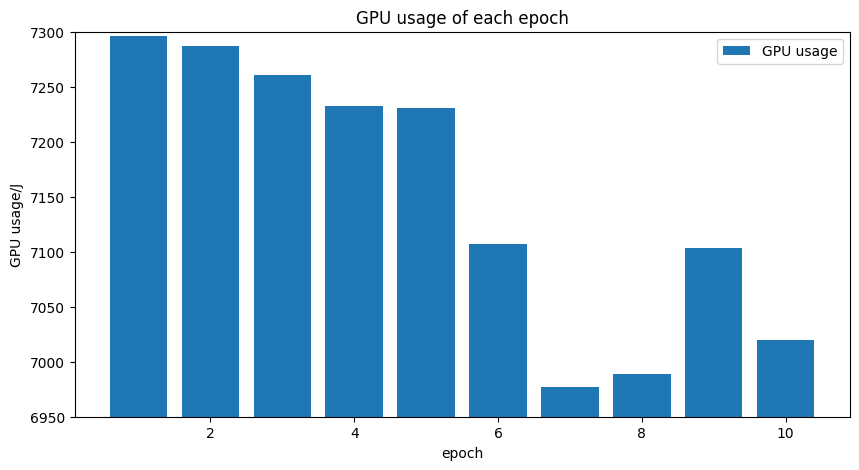 GPU usage of each epoch
GPU usage
GPU usage/J
7300
7250
7200
7150
7100
7050
7000
6950
2 4 6 8 10
epoch